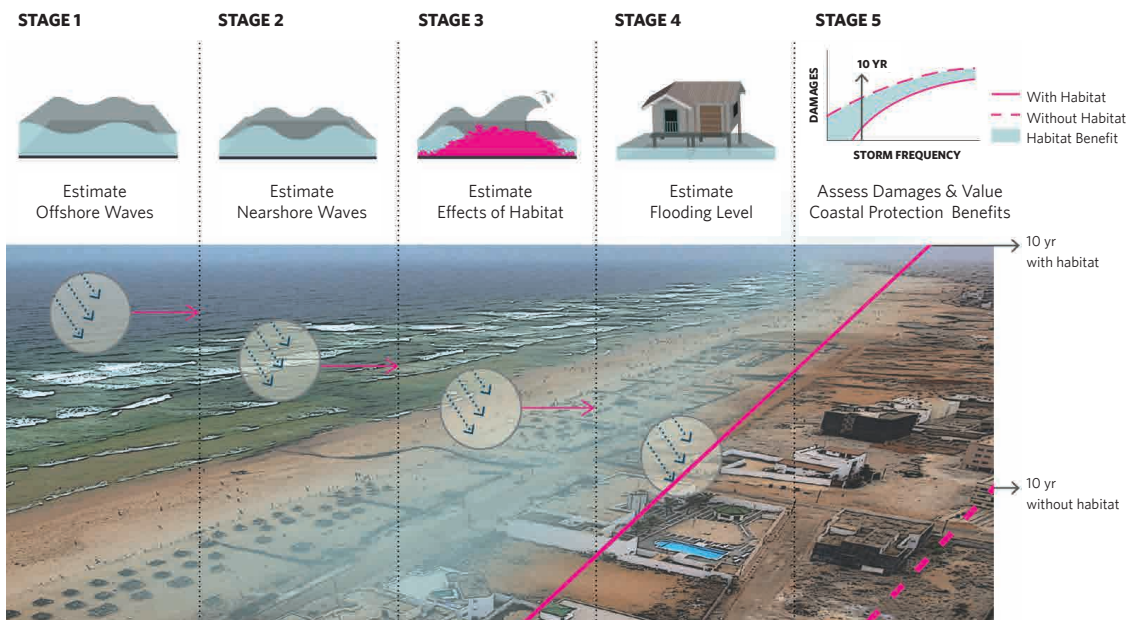 STAGE 1
STAGE 2
STAGE 3
STAGE 4
STAGE 5
Estimate
Offshore Waves
Estimate
Nearshore Waves
Estimate
Effects of Habitat
Estimate
Flooding Level
DAMAGES
10 YR
STORM FREQUENCY
With Habitat
Without Habitat
Habitat Benefit
Assess Damages & Value
Coastal Protection Benefits
10 yr
with habitat
10 yr
without habitat